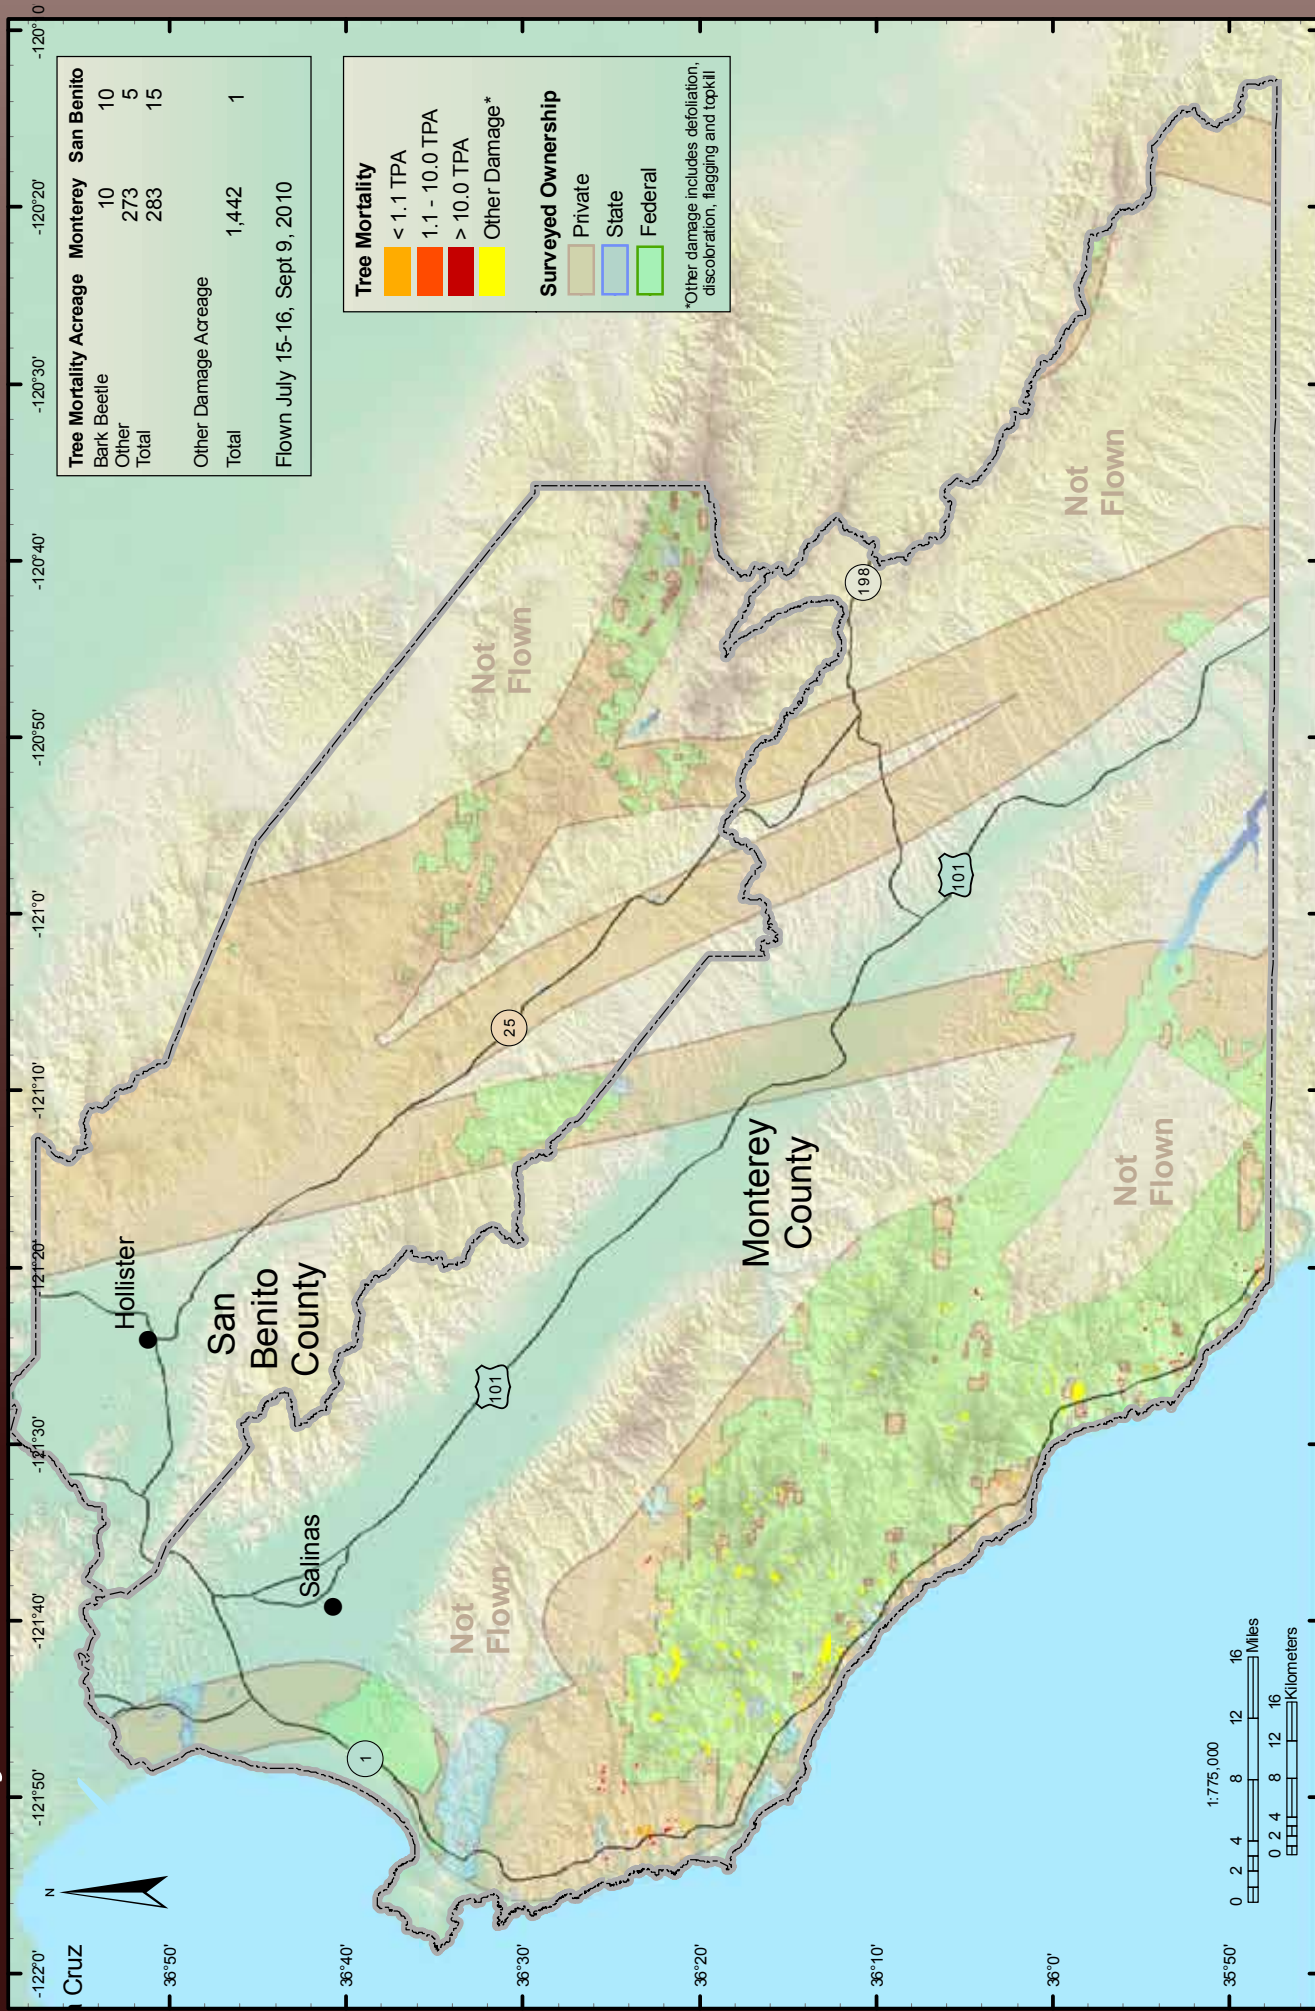 -122°0'
-121°50'
-121°40'
-121°30'
-121°20'
-121°10'
-121°0'
-120°50'
-120°40'
-120°30'
-120°20'
-120°
0
Cruz
N
Tree Mortality Acreage Monterey San Benito
Bark Beetle 10 10
Other 273 5
Total 283 15
Other Damage Acreage
Total 1,442 1
Flown July 15-16, Sept 9, 2010
Tree Mortality
< 1.1 TPA
1.1 - 10.0 TPA
> 10.0 TPA
Other Damage*
Surveyed Ownership
Private
State
Federal
*Other damage includes defoliation,
discoloration, flagging and topkill
36°50'
36°40'
36°30'
36°20'
36°10'
36°0'
35°50'
Hollister
San
Benito
County
Salinas
101
1
25
Not
Flown
Not
Flown
Monterey
County
198
101
Not
Flown
Not
Flown
1:775,000
0 2 4 8 12 16
Miles
0 2 4 8 12 16
Kilometers